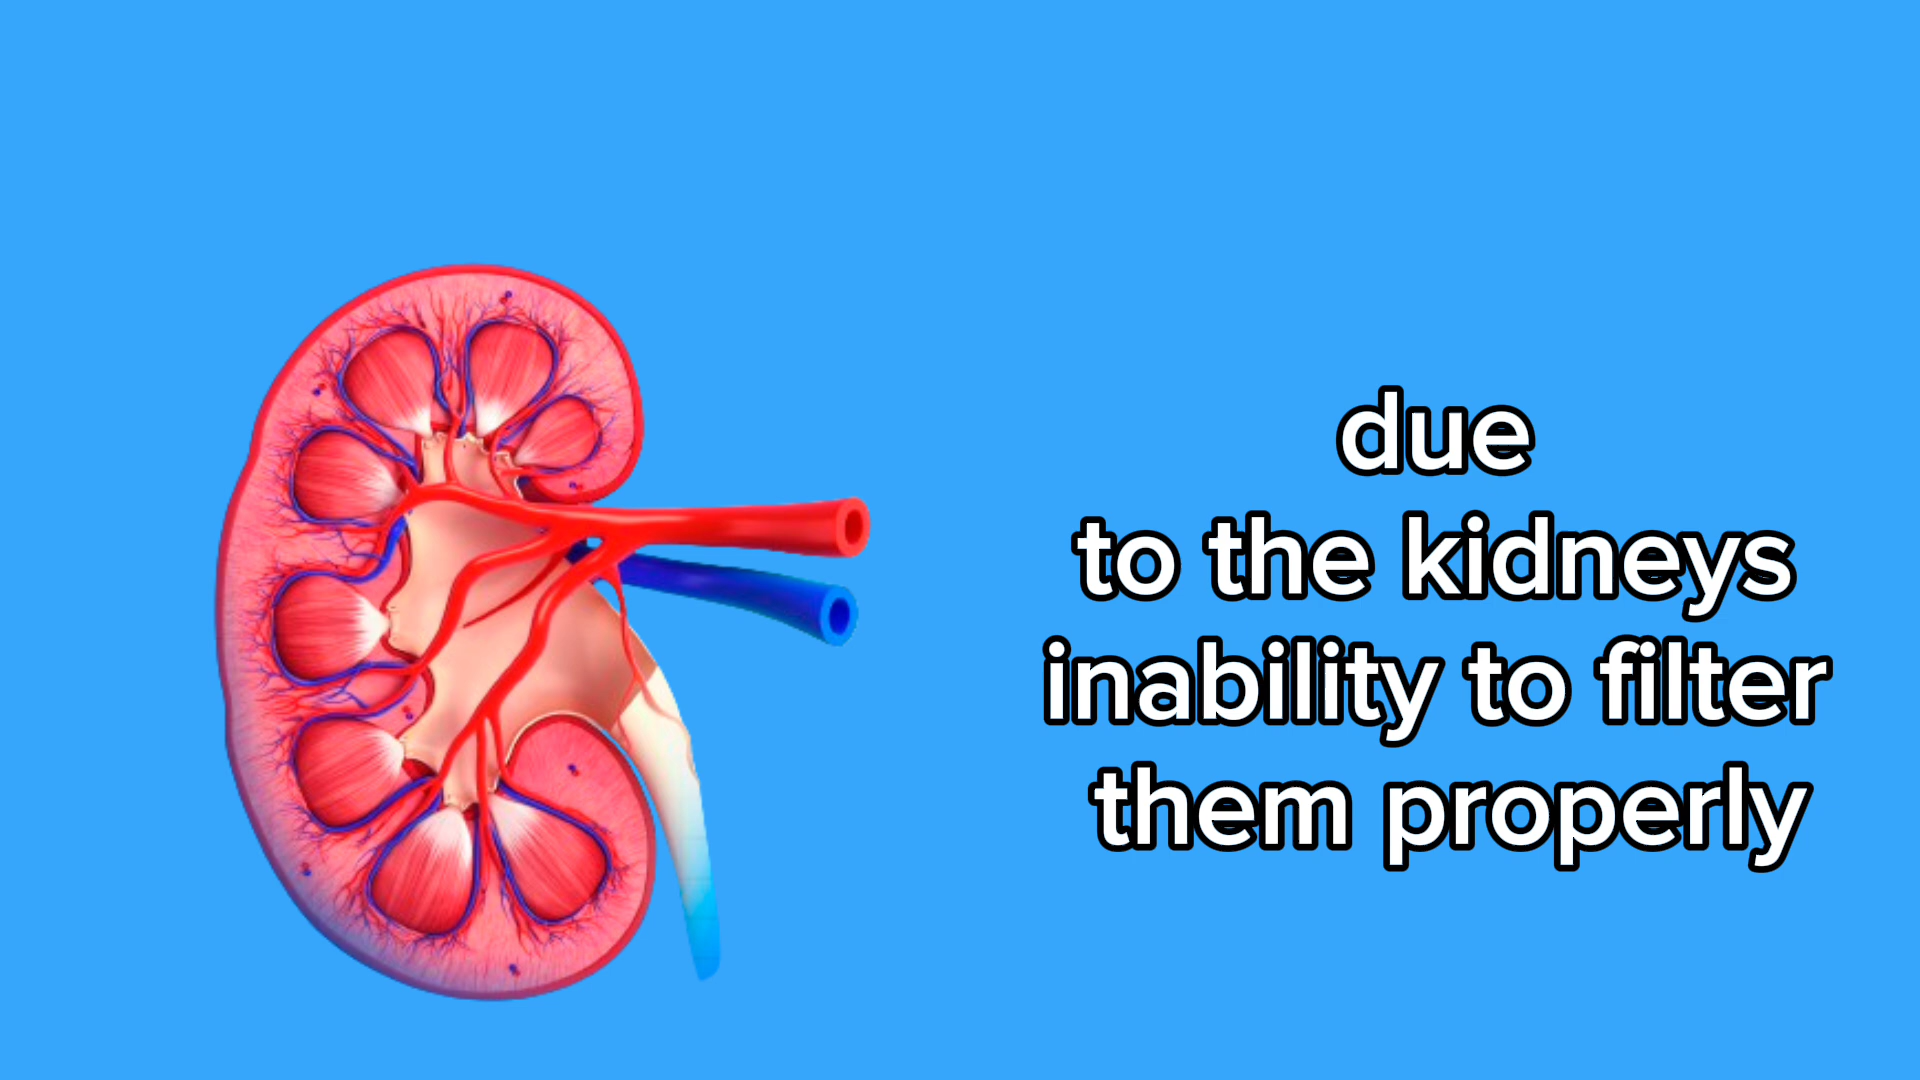 due
to the kidneys
inability to filter
them properly